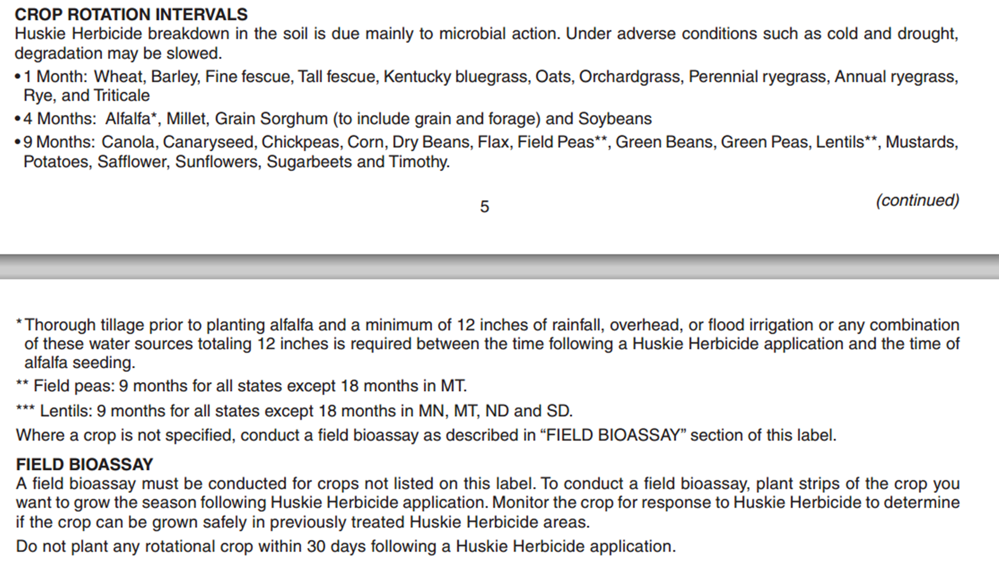 CROP ROTATION INTERVALS
Huskie Herbicide breakdown in the soil is due mainly to microbial action. Under adverse conditions such as cold and drought,
degradation may be slowed.
•1 Month: Wheat, Barley, Fine fescue, Tall fescue, Kentucky bluegrass, Oats, Orchardgrass, Perennial ryegrass, Annual ryegrass,
Rye, and Triticale
•4 Months: Alfalfa*, Millet, Grain Sorghum (to include grain and forage) and Soybeans
•9 Months: Canola, Canaryseed, Chickpeas, Corn, Dry Beans, Flax, Field Peas**, Green Beans, Green Peas, Lentils**, Mustards,
Potatoes, Safflower, Sunflowers, Sugarbeets and Timothy.
(continued)
5
*Thorough tillage prior to planting alfalfa and a minimum of 12 inches of rainfall, overhead, or flood irrigation or any combination
of these water sources totaling 12 inches is required between the time following a Huskie Herbicide application and the time of
alfalfa seeding.
** Field peas: 9 months for all states except 18 months in MT.
*** Lentils: 9 months for all states except 18 months in MN, MT, ND and SD.
Where a crop is not specified, conduct a field bioassay as described in “FIELD BIOASSAY” section of this label.
FIELD BIOASSAY
A field bioassay must be conducted for crops not listed on this label. To conduct a field bioassay, plant strips of the crop you
want to grow the season following Huskie Herbicide application. Monitor the crop for response to Huskie Herbicide to determine
if the crop can be grown safely in previously treated Huskie Herbicide areas.
Do not plant any rotational crop within 30 days following a Huskie Herbicide application.